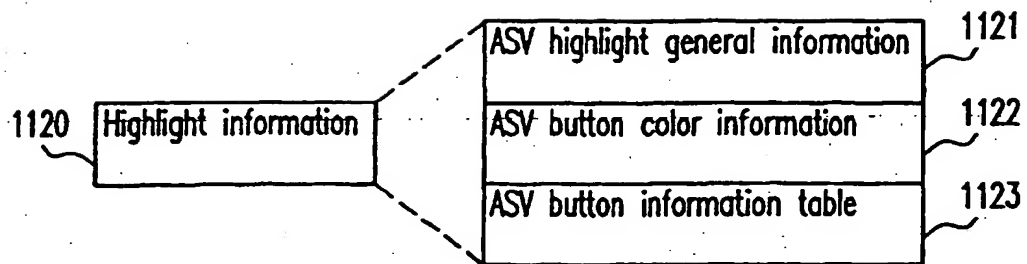 1120 Highlight information
ASV highlight general information 1121
ASV button color information 1122
ASV button information table 1123